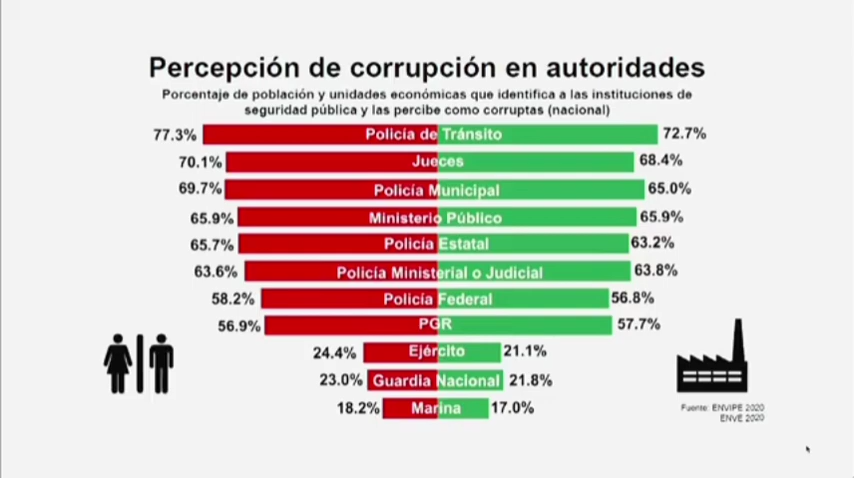 Percepción de corrupción en autoridades
Porcentaje de población y unidades económicas que identifica a las instituciones de
seguridad pública y las percibe como corruptas (nacional)
77.3% Policía de Tránsito 72.7%
70.1% Jueces 68.4%
69.7% Policía Municipal 65.0%
65.9% Ministerio Público 65.9%
65.7% Policía Estatal 63.2%
63.6% Policía Ministerial o Judicial 63.8%
58.2% Policía Federal 56.8%
56.9% PGR 57.7%
24.4% Ejército 21.1%
23.0% Guardia Nacional 21.8%
18.2% Marina 17.0%
Fuente: ENVIPE 2020
ENVE 2020